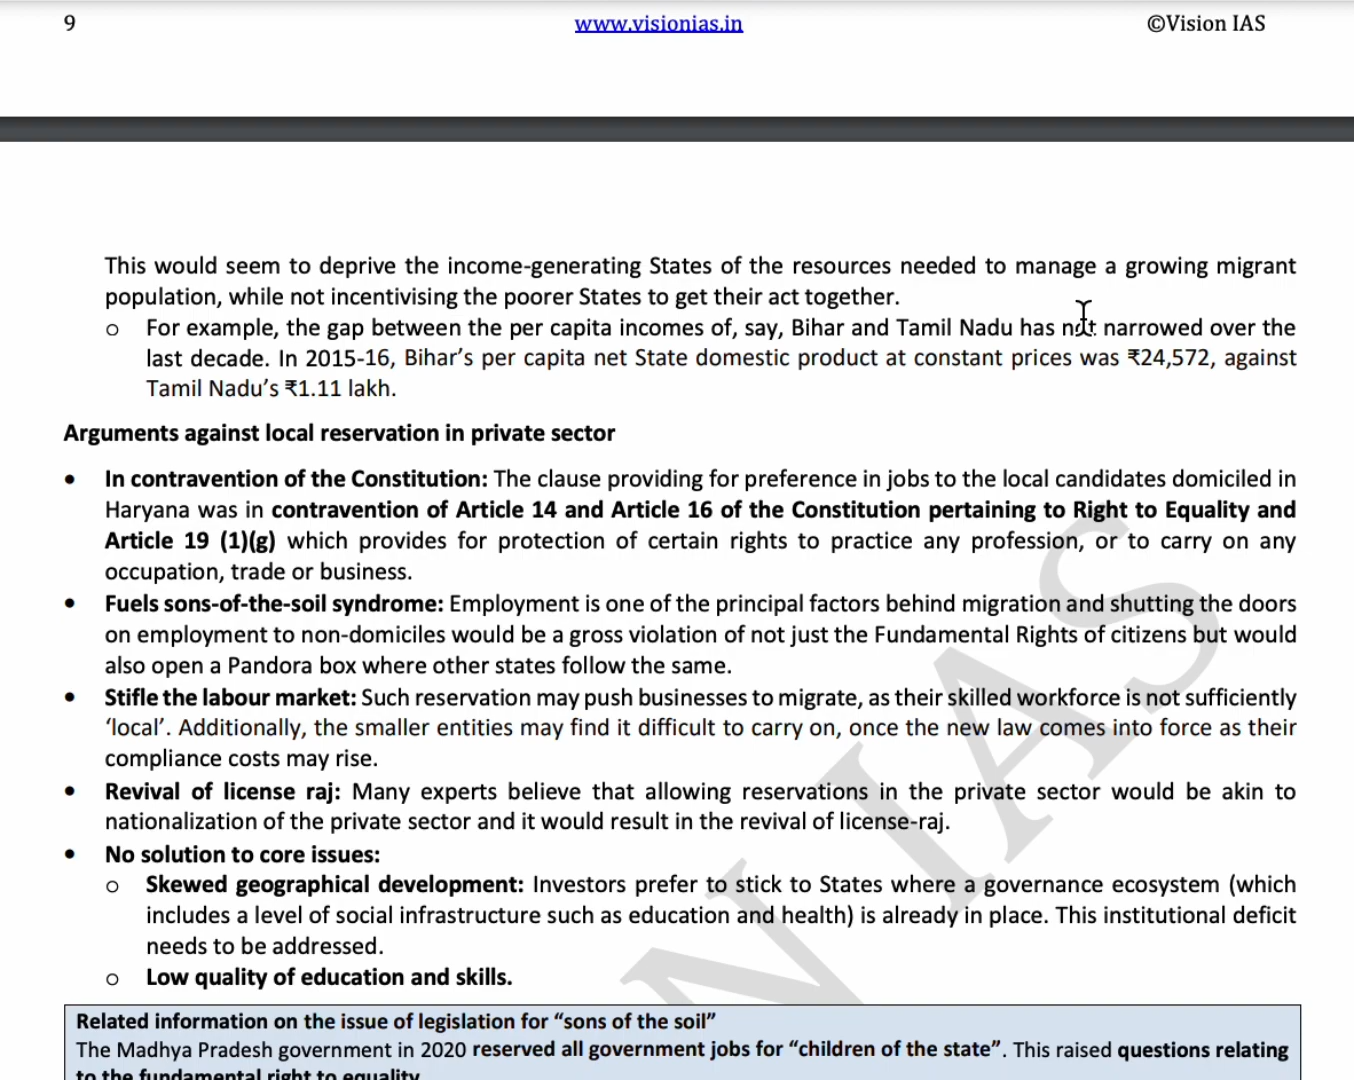 9 www.visionias.in ©Vision IAS
This would seem to deprive the income-generating States of the resources needed to manage a growing migrant
population, while not incentivising the poorer States to get their act together.
o For example, the gap between the per capita incomes of, say, Bihar and Tamil Nadu has not narrowed over the
last decade. In 2015-16, Bihar’s per capita net State domestic product at constant prices was ₹24,572, against
Tamil Nadu’s ₹1.11 lakh.
Arguments against local reservation in private sector
• In contravention of the Constitution: The clause providing for preference in jobs to the local candidates domiciled in
Haryana was in contravention of Article 14 and Article 16 of the Constitution pertaining to Right to Equality and
Article 19 (1)(g) which provides for protection of certain rights to practice any profession, or to carry on any
occupation, trade or business.
• Fuels sons-of-the-soil syndrome: Employment is one of the principal factors behind migration and shutting the doors
on employment to non-domiciles would be a gross violation of not just the Fundamental Rights of citizens but would
also open a Pandora box where other states follow the same.
• Stifle the labour market: Such reservation may push businesses to migrate, as their skilled workforce is not sufficiently
‘local’. Additionally, the smaller entities may find it difficult to carry on, once the new law comes into force as their
compliance costs may rise.
• Revival of license raj: Many experts believe that allowing reservations in the private sector would be akin to
nationalization of the private sector and it would result in the revival of license-raj.
• No solution to core issues:
o Skewed geographical development: Investors prefer to stick to States where a governance ecosystem (which
includes a level of social infrastructure such as education and health) is already in place. This institutional deficit
needs to be addressed.
o Low quality of education and skills.
Related information on the issue of legislation for “sons of the soil”
The Madhya Pradesh government in 2020 reserved all government jobs for “children of the state”. This raised questions relating
to the fundamental right to equality
N IAS